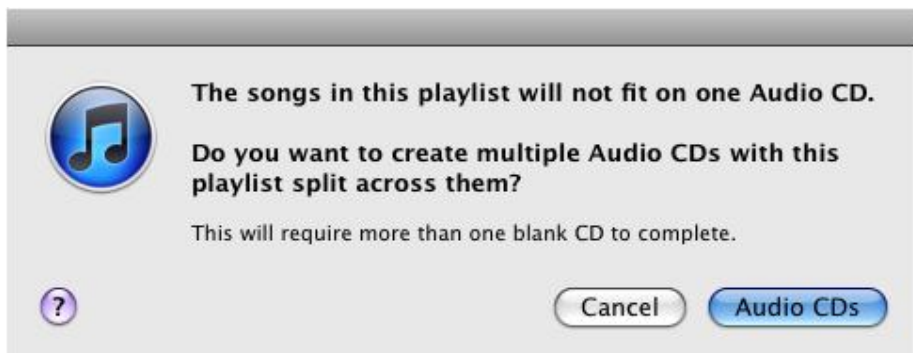 The songs in this playlist will not fit on one Audio CD.
Do you want to create multiple Audio CDs with this
playlist split across them?
This will require more than one blank CD to complete.
?
Cancel
Audio CDs